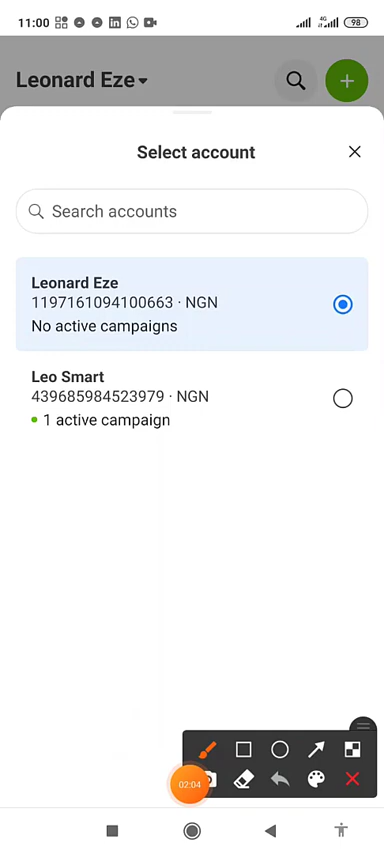 11:00
4G
98
Leonard Eze
Select account
Search accounts
Leonard Eze
1197161094100663 · NGN
No active campaigns
Leo Smart
439685984523979 · NGN
1 active campaign
02:04